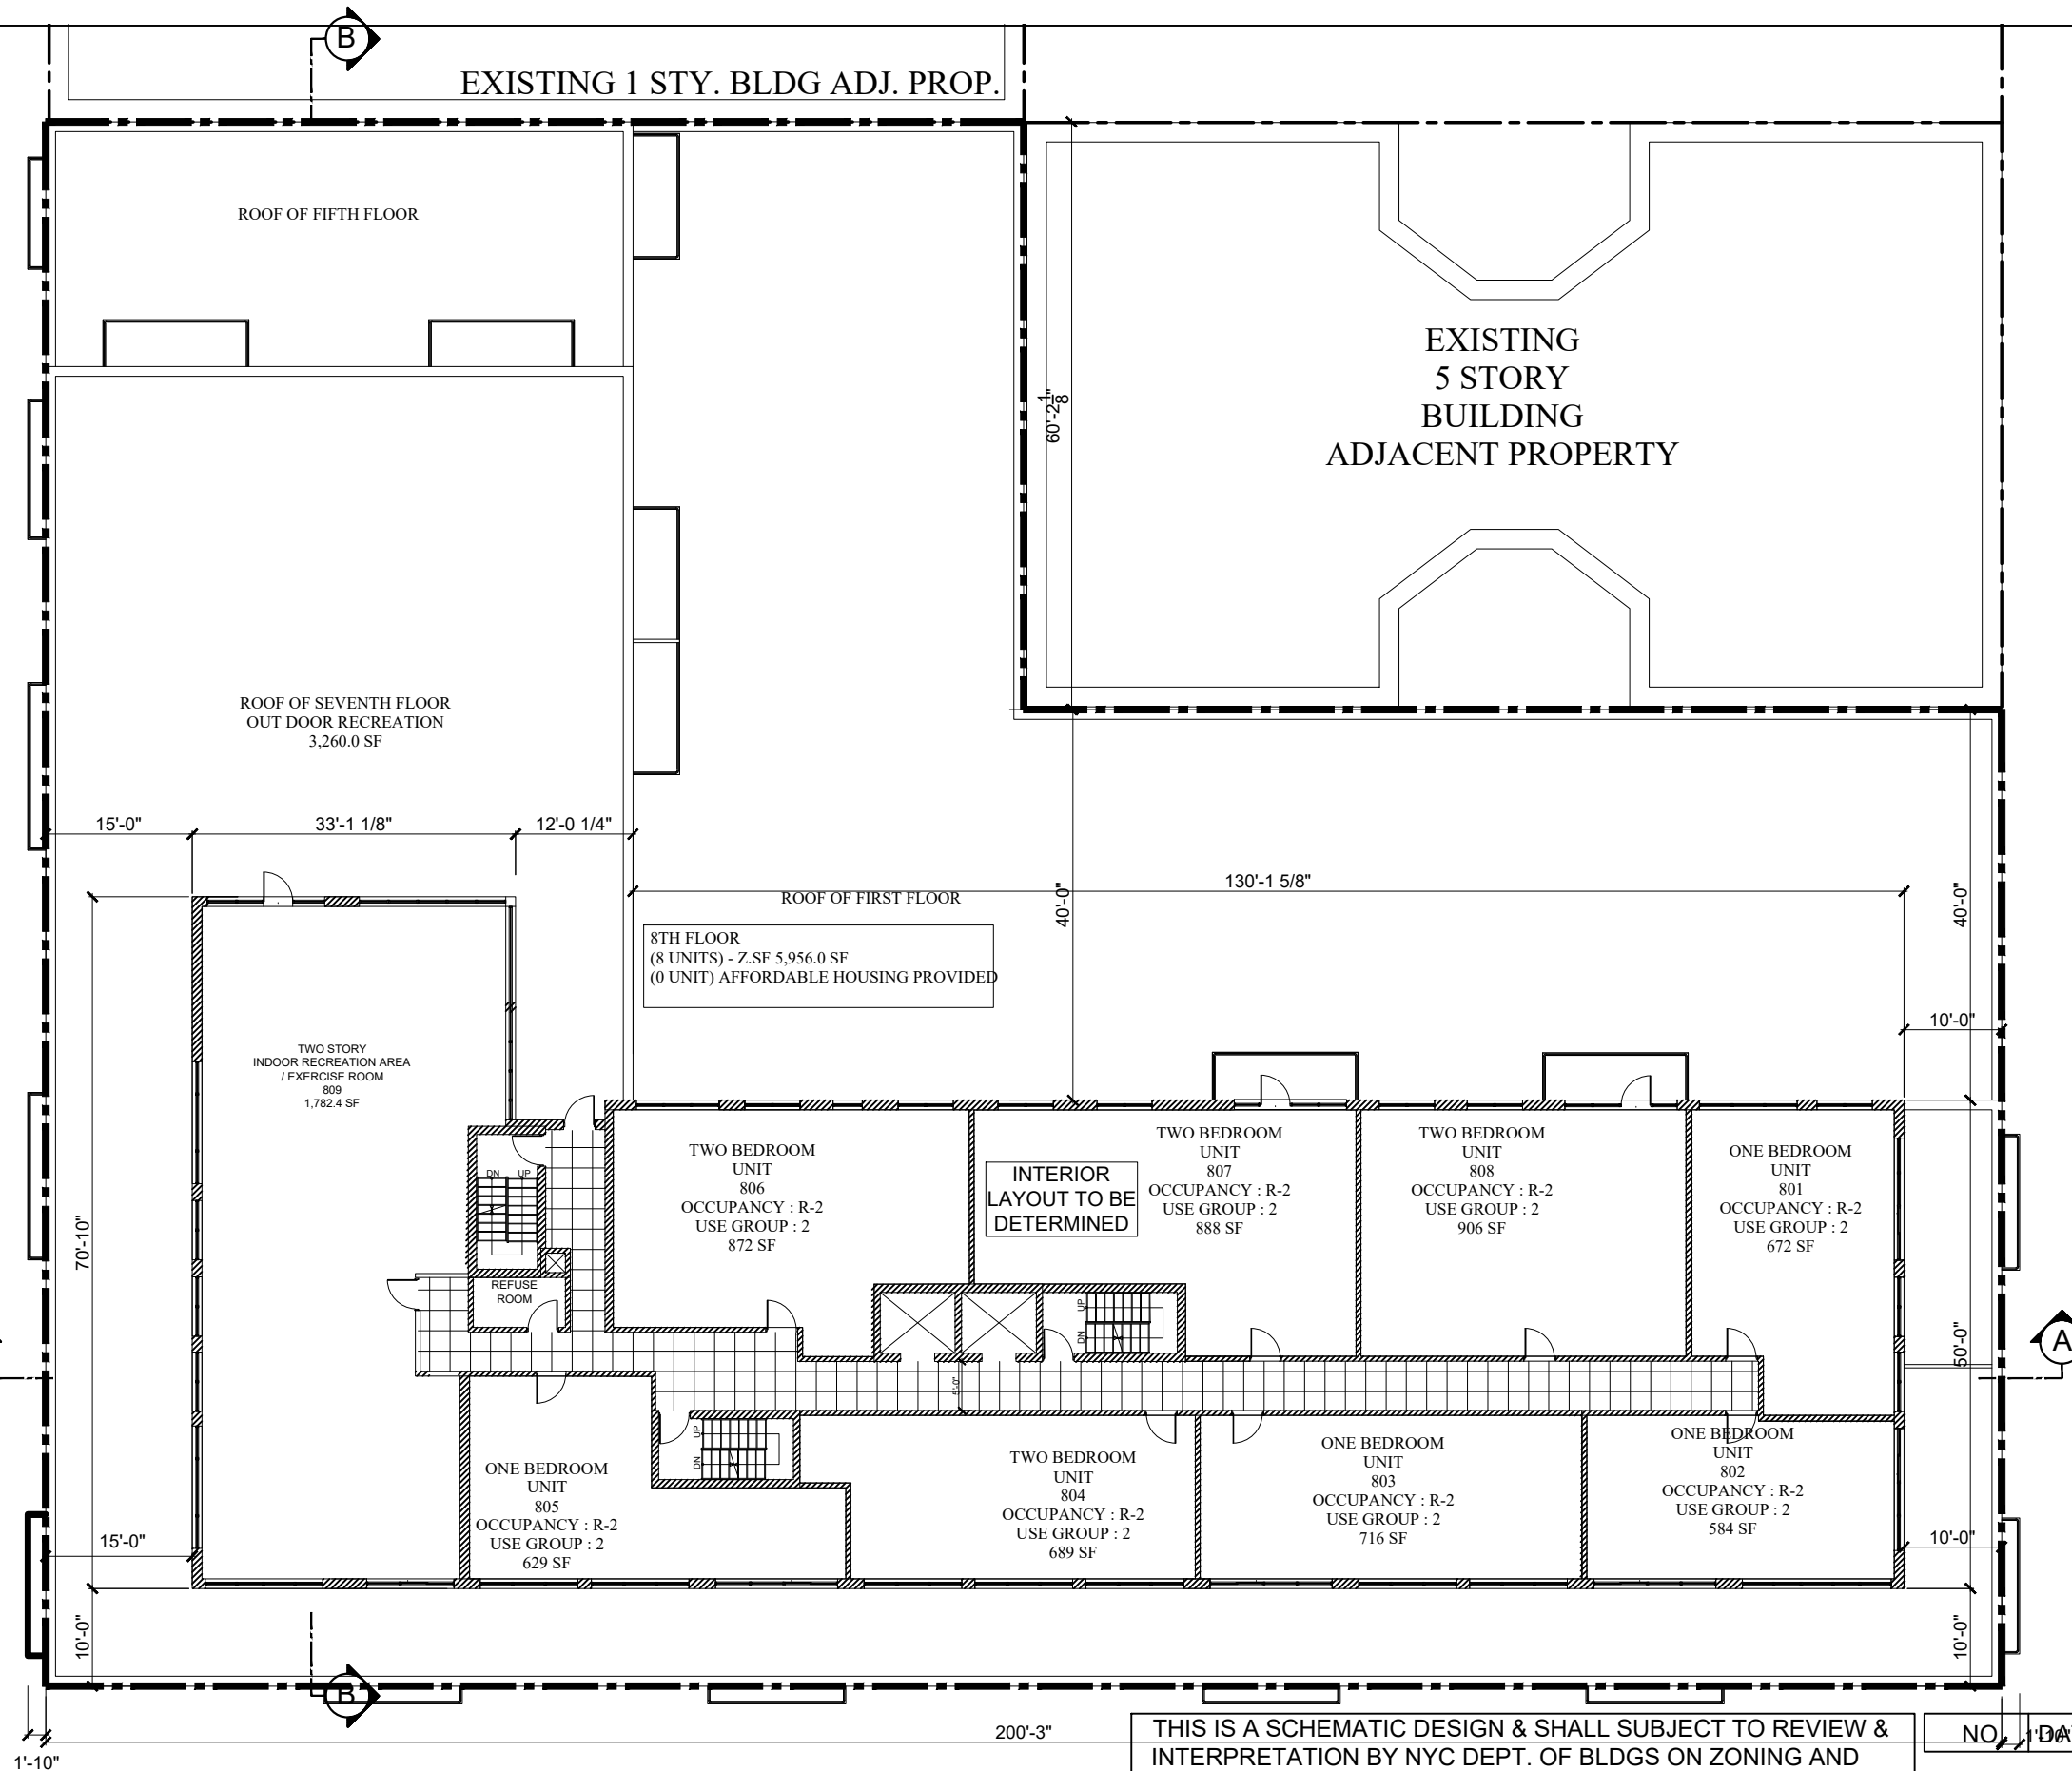 B
EXISTING 1 STY. BLDG ADJ. PROP.
ROOF OF FIFTH FLOOR
EXISTING
5 STORY
BUILDING
ADJACENT PROPERTY
60'-2 1/8"
ROOF OF SEVENTH FLOOR
OUT DOOR RECREATION
3,260.0 SF
15'-0"
33'-1 1/8"
12'-0 1/4"
130'-1 5/8"
ROOF OF FIRST FLOOR
40'-0"
40'-0"
8TH FLOOR
(8 UNITS) - Z.SF 5,956.0 SF
(0 UNIT) AFFORDABLE HOUSING PROVIDED
10'-0"
TWO STORY
INDOOR RECREATION AREA
/ EXERCISE ROOM
809
1,782.4 SF
70'-10"
DN UP
REFUSE
ROOM
TWO BEDROOM
UNIT
806
OCCUPANCY : R-2
USE GROUP : 2
872 SF
INTERIOR
LAYOUT TO BE
DETERMINED
TWO BEDROOM
UNIT
807
OCCUPANCY : R-2
USE GROUP : 2
888 SF
TWO BEDROOM
UNIT
808
OCCUPANCY : R-2
USE GROUP : 2
906 SF
ONE BEDROOM
UNIT
801
OCCUPANCY : R-2
USE GROUP : 2
672 SF
UP
DN
A
50'-0"
5'-0"
UP
DN
ONE BEDROOM
UNIT
805
OCCUPANCY : R-2
USE GROUP : 2
629 SF
TWO BEDROOM
UNIT
804
OCCUPANCY : R-2
USE GROUP : 2
689 SF
ONE BEDROOM
UNIT
803
OCCUPANCY : R-2
USE GROUP : 2
716 SF
ONE BEDROOM
UNIT
802
OCCUPANCY : R-2
USE GROUP : 2
584 SF
15'-0"
10'-0"
10'-0"
10'-0"
B
200'-3"
1'-10"
THIS IS A SCHEMATIC DESIGN & SHALL SUBJECT TO REVIEW &
INTERPRETATION BY NYC DEPT. OF BLDGS ON ZONING AND
NO.